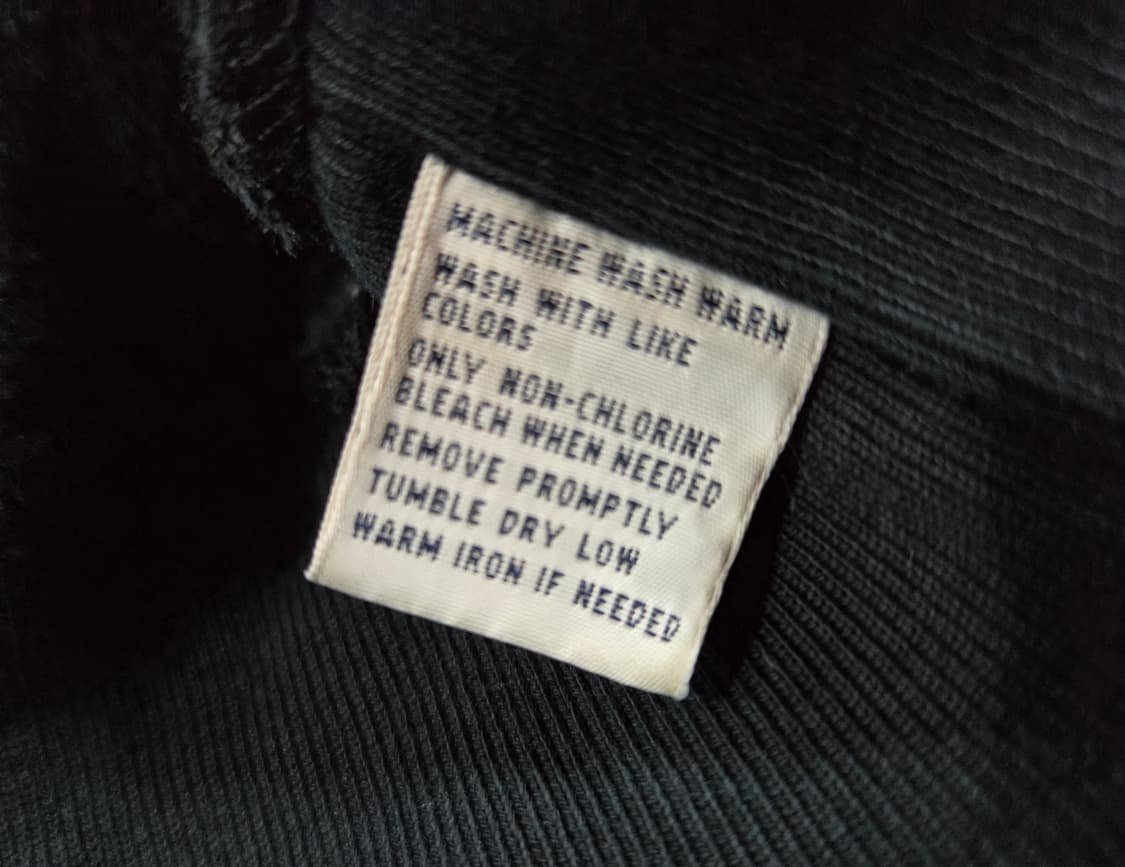 MACHINE WASH WARM
WASH WITH LIKE
COLORS
ONLY NON-CHLORINE
BLEACH WHEN NEEDED
REMOVE PROMPTLY
TUMBLE DRY LOW
WARM IRON IF NEEDED